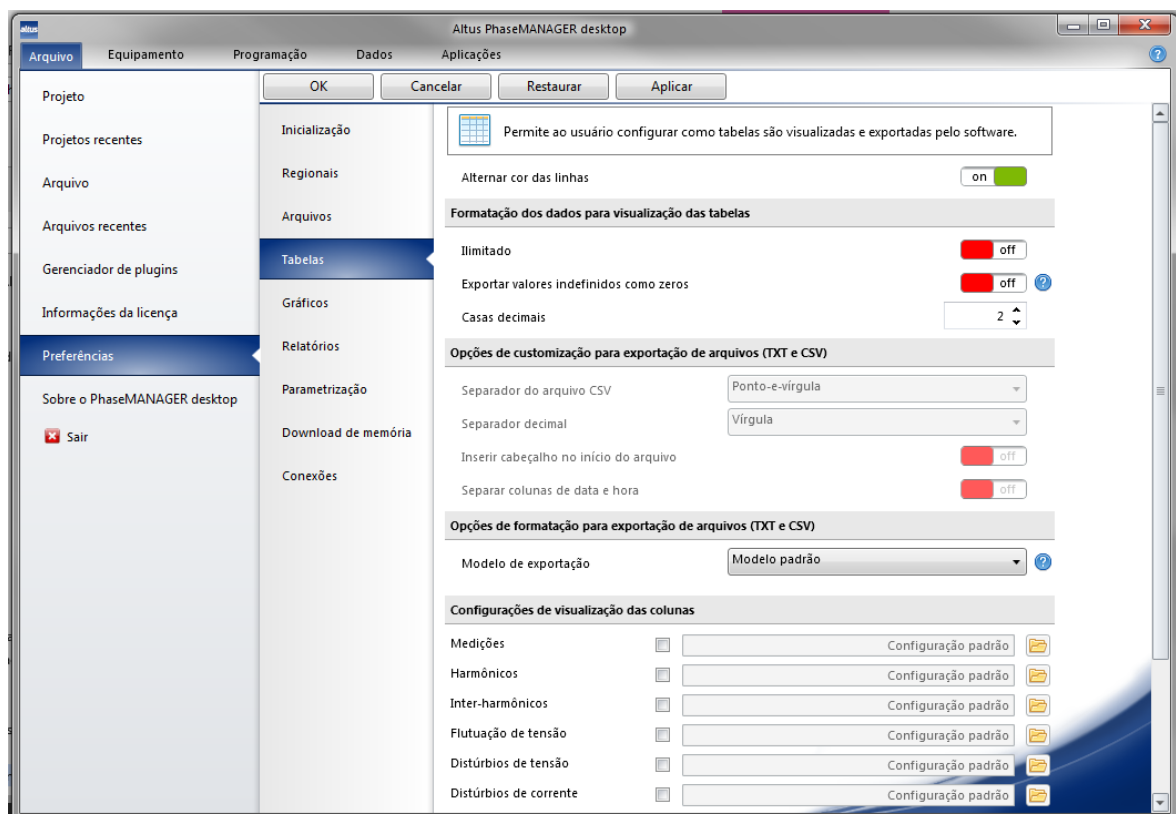 altus
Altus PhaseMANAGER desktop
Arquivo Equipamento Programação Dados Aplicações
Projeto
Projetos recentes
Arquivo
Arquivos recentes
Gerenciador de plugins
Informações da licença
Preferências
Sobre o PhaseMANAGER desktop
Sair
OK Cancelar Restaurar Aplicar
Inicialização
Regionais
Arquivos
Tabelas
Gráficos
Relatórios
Parametrização
Download de memória
Conexões
Permite ao usuário configurar como tabelas são visualizadas e exportadas pelo software.
Alternar cor das linhas on
Formatação dos dados para visualização das tabelas
Ilimitado off
Exportar valores indefinidos como zeros off ?
Casas decimais 2
Opções de customização para exportação de arquivos (TXT e CSV)
Separador do arquivo CSV Ponto-e-vírgula
Separador decimal Vírgula
Inserir cabeçalho no início do arquivo off
Separar colunas de data e hora off
Opções de formatação para exportação de arquivos (TXT e CSV)
Modelo de exportação Modelo padrão ?
Configurações de visualização das colunas
Medições Configuração padrão
Harmônicos Configuração padrão
Inter-harmônicos Configuração padrão
Flutuação de tensão Configuração padrão
Distúrbios de tensão Configuração padrão
Distúrbios de corrente Configuração padrão